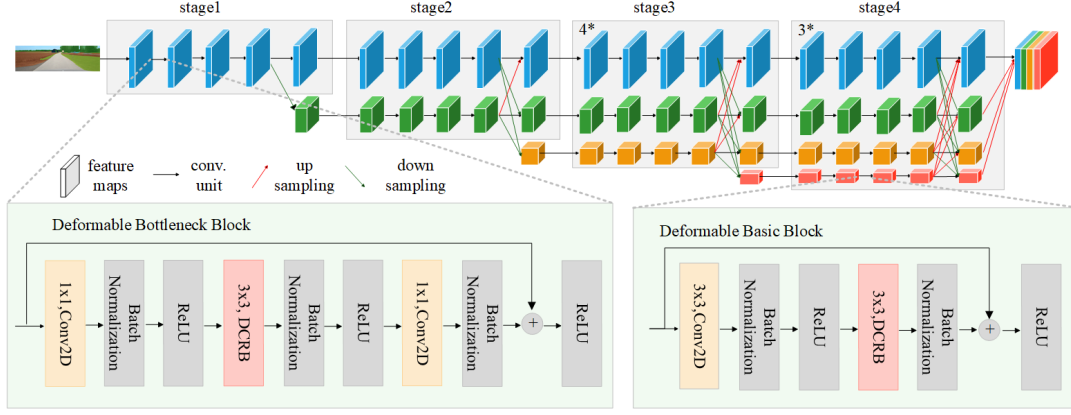 stage1
stage2
stage3
stage4
4*
3*
feature
maps
conv.
unit
up
sampling
down
sampling
Deformable Bottleneck Block
1x1,Conv2D
Batch
Normalization
ReLU
3x3, DCRB
Batch
Normalization
ReLU
1x1,Conv2D
Batch
Normalization
+
ReLU
Deformable Basic Block
3x3,Conv2D
Batch
Normalization
ReLU
3x3,DCRB
Batch
Normalization
+
ReLU